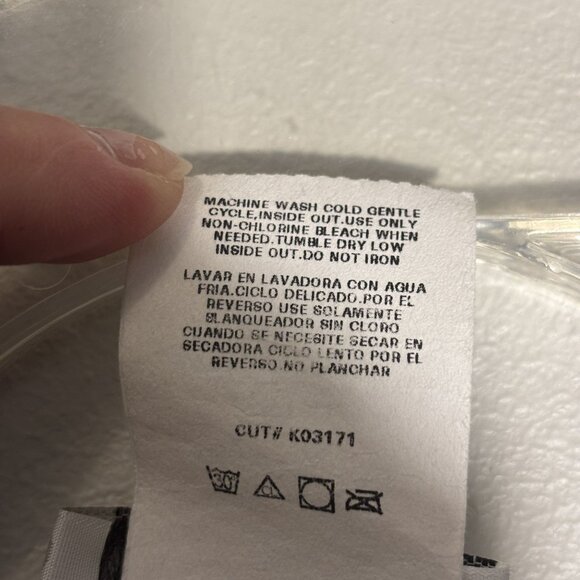 MACHINE WASH COLD GENTLE
CYCLE,INSIDE OUT.USE ONLY
NON-CHLORINE BLEACH WHEN
NEEDED.TUMBLE DRY LOW
INSIDE OUT.DO NOT IRON
LAVAR EN LAVADORA CON AGUA
FRIA.CICLO DELICADO.POR EL
REVERSO USE SOLAMENTE
BLANQUEADOR SIN CLORO
CUANDO SE NECESITE SECAR EN
SECADORA CICLO LENTO POR EL
REVERSO.NO PLANCHAR
CUT# K03171
30° CL